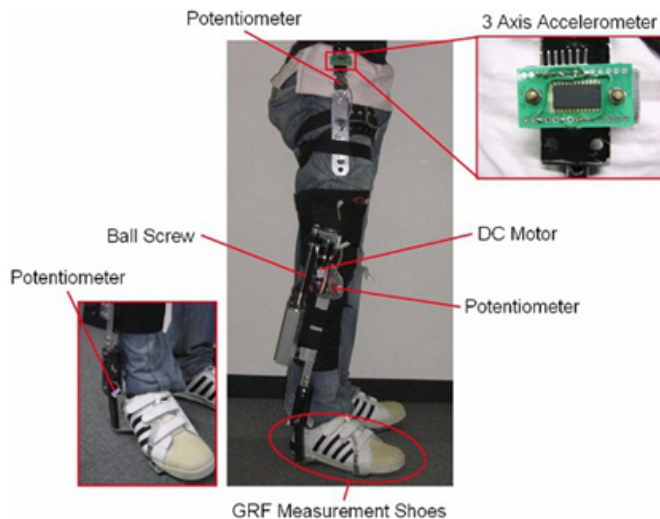 Potentiometer
3 Axis Accelerometer
Ball Screw
DC Motor
Potentiometer
Potentiometer
GRF Measurement Shoes